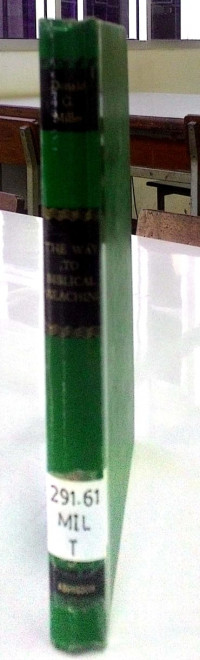 Donald
G.
Miller
THE WAY
TO
BIBLICAL
PREACHING
291.61
MIL
T
ABINGDON